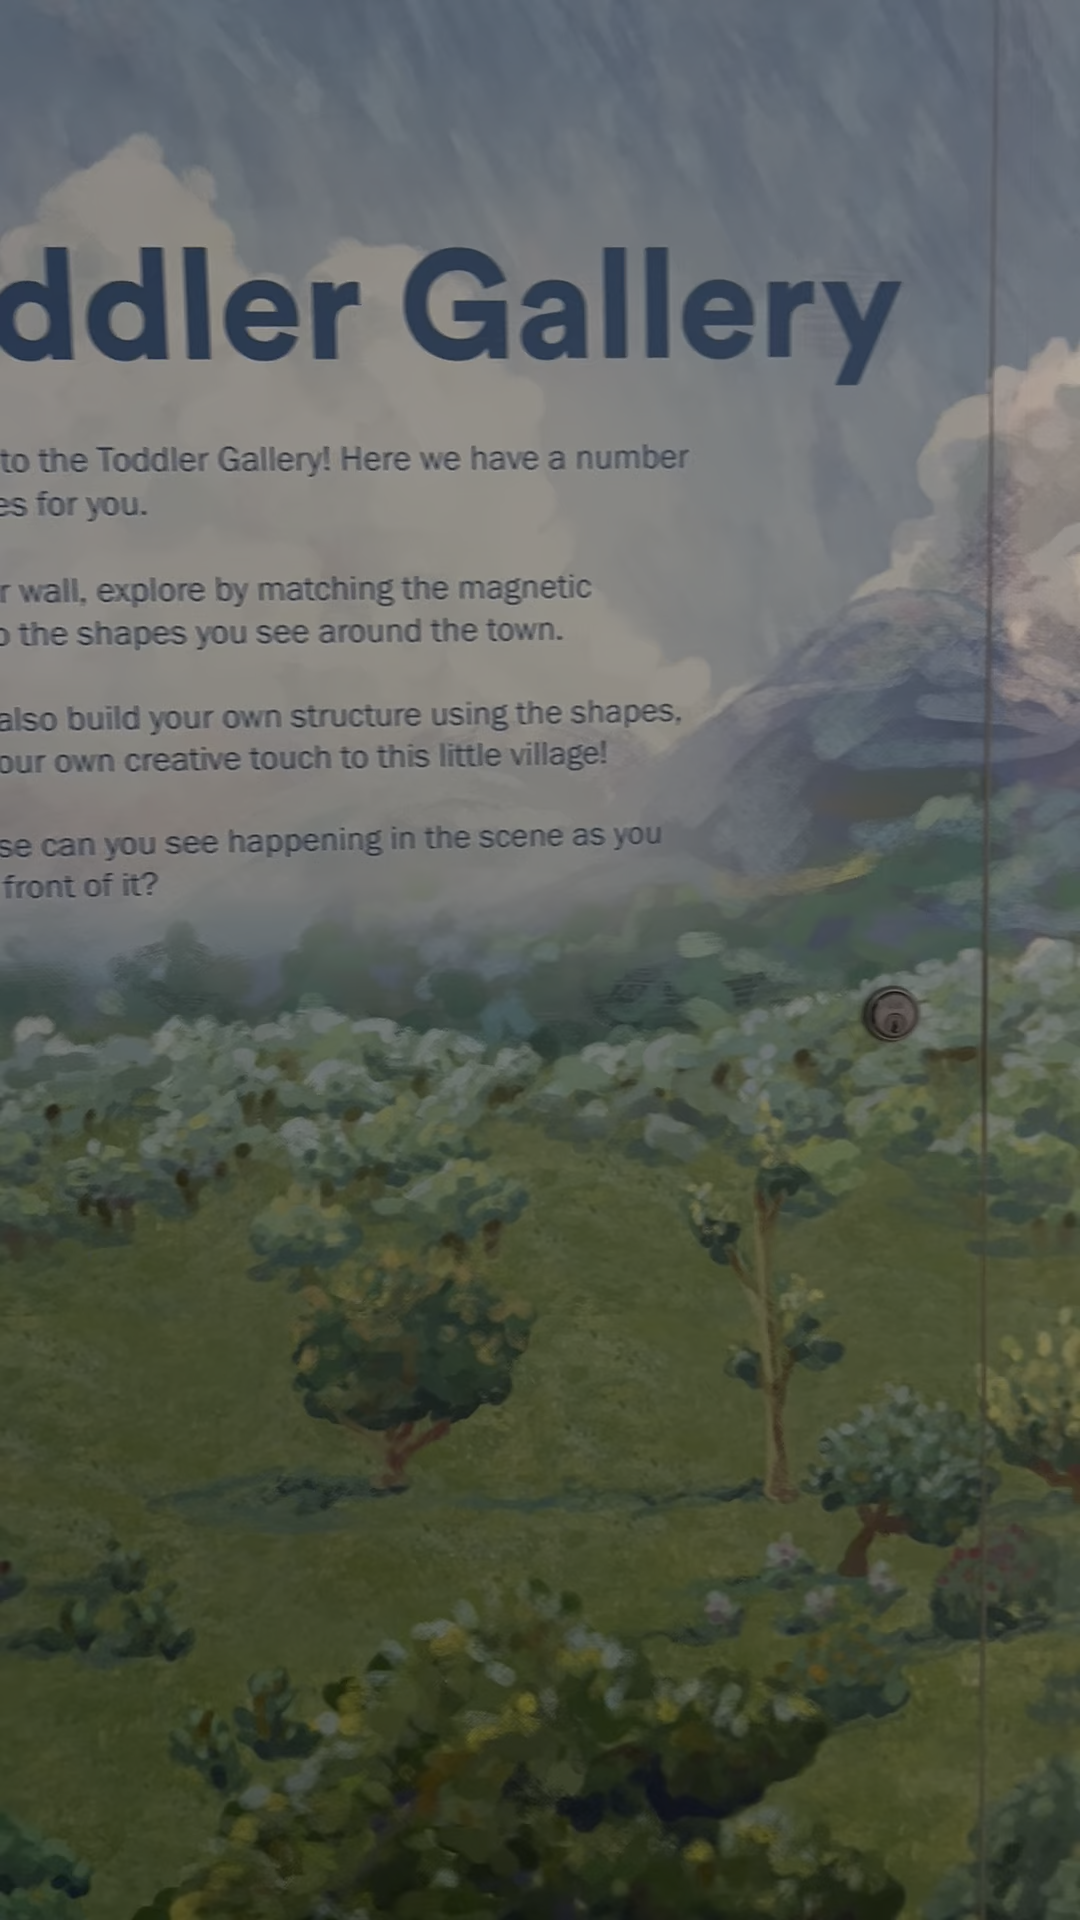 ddler Gallery
to the Toddler Gallery! Here we have a number
es for you.
r wall, explore by matching the magnetic
o the shapes you see around the town.
also build your own structure using the shapes,
our own creative touch to this little village!
se can you see happening in the scene as you
front of it?